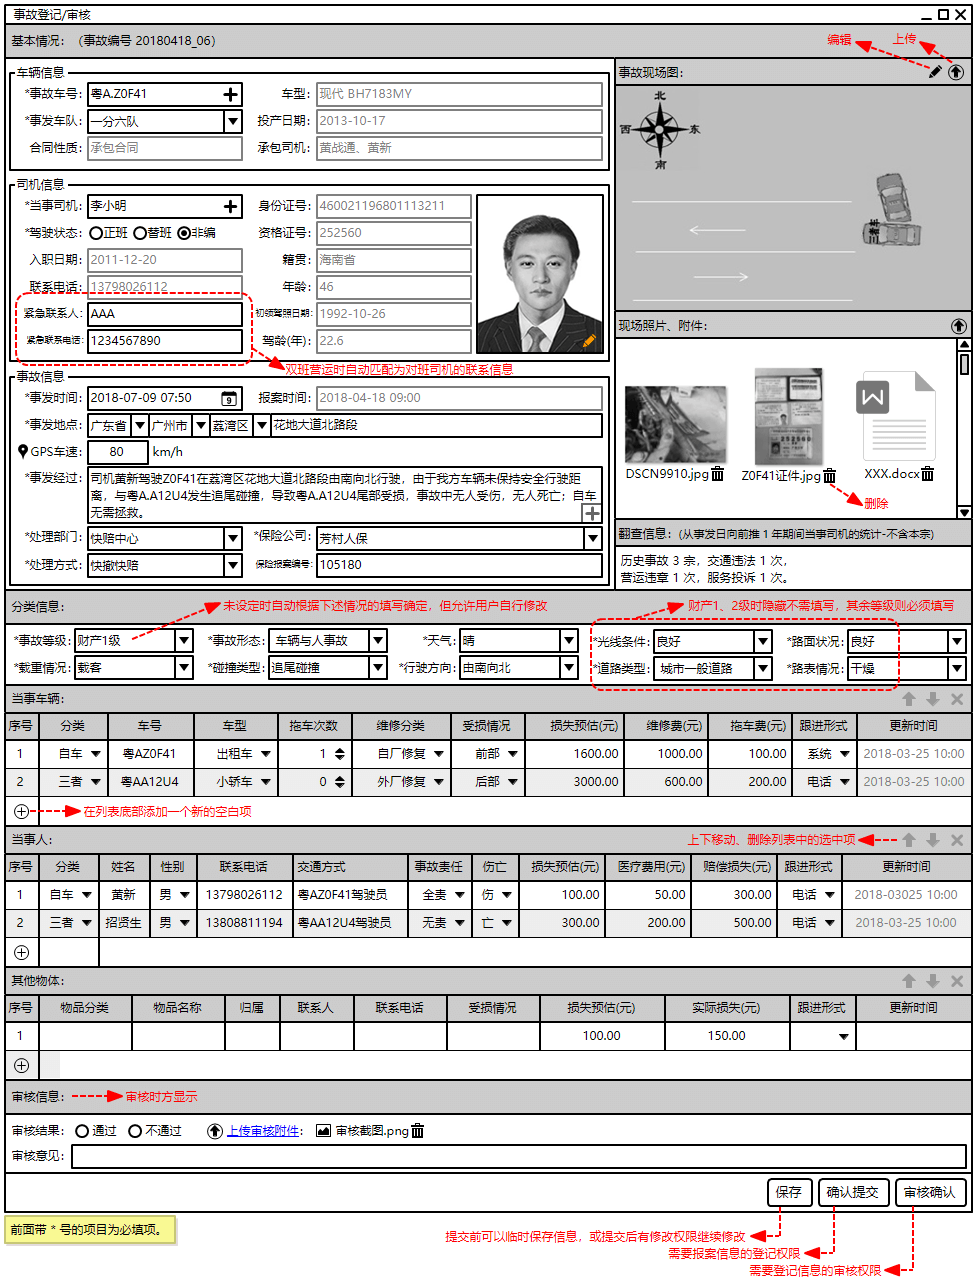 事故登记/审核
基本情况：（事故编号 20180418_06）
编辑
上传
车辆信息
*事故车号： 粤A.Z0F41
车型： 现代 BH7183MY
*事发车队： 一分六队
投产日期： 2013-10-17
合同性质： 承包合同
承包司机： 黄战通、黄新
司机信息
*当事司机： 李小明
身份证号： 460021196801113211
*驾驶状态： 正班 替班 非编
资格证号： 252560
入职日期： 2011-12-20
籍贯： 海南省
联系电话： 13798026112
年龄： 46
紧急联系人： AAA
初领驾照日期： 1992-10-26
紧急联系电话： 1234567890
驾龄(年)： 22.6
双班营运时自动匹配为对班司机的联系信息
事故信息
*事发时间： 2018-07-09 07:50
9
报案时间： 2018-04-18 09:00
*事发地点： 广东省 广州市 荔湾区 花地大道北路段
GPS车速： 80 km/h
*事发经过： 司机黄新驾驶Z0F41在荔湾区花地大道北路段由南向北行驶，由于我方车辆未保持安全行驶距
离，与粤A.A12U4发生追尾碰撞，导致粤A.A12U4尾部受损，事故中无人受伤，无人死亡；自车
无需拯救。
*处理部门： 快赔中心
*保险公司： 芳村人保
*处理方式： 快撤快赔
保险报案编号： 105180
事故现场图：
北
西 东
南
三者车
现场照片、附件：
W
DSCN9910.jpg
Z0F41证件.jpg
XXX.docx
删除
翻查信息：(从事发日向前推 1 年期间当事司机的统计-不含本宗)
历史事故 3 宗，交通违法 1 次，
营运违章 1 次，服务投诉 1 次。
分类信息：
未设定时自动根据下述情况的填写确定，但允许用户自行修改
财产1、2级时隐藏不需填写，其余等级则必须填写
*事故等级： 财产1级
*事故形态： 车辆与人事故
*天气： 晴
*光线条件： 良好
*路面状况： 良好
*载重情况： 载客
*碰撞类型： 追尾碰撞
*行驶方向： 由南向北
*道路类型： 城市一般道路
*路表情况： 干燥
当事车辆：
序号 分类 车号 车型 拖车次数 维修分类 受损情况 损失预估(元) 维修费(元) 拖车费(元) 跟进形式 更新时间
1 自车 粤AZ0F41 出租车 1 自厂修复 前部 1600.00 1000.00 100.00 系统 2018-03-25 10:00
2 三者 粤AA12U4 小轿车 0 外厂修复 后部 3000.00 600.00 200.00 电话 2018-03-25 10:00
在列表底部添加一个新的空白项
当事人：
上下移动、删除列表中的选中项
序号 分类 姓名 性别 联系电话 交通方式 事故责任 伤亡 损失预估(元) 医疗费用(元) 赔偿损失(元) 跟进形式 更新时间
1 自车 黄新 男 13798026112 粤AZ0F41驾驶员 全责 伤 100.00 50.00 300.00 电话 2018-03025 10:00
2 三者 招贤生 男 13808811194 粤AA12U4驾驶员 无责 亡 300.00 200.00 500.00 电话 2018-03-25 10:00
其他物体：
序号 物品分类 物品名称 归属 联系人 联系电话 受损情况 损失预估(元) 实际损失(元) 跟进形式 更新时间
1 100.00 150.00
审核信息：
审核时方显示
审核结果： 通过 不通过 上传审核附件： 审核截图.png
审核意见：
保存 确认提交 审核确认
前面带 * 号的项目为必填项。
提交前可以临时保存信息，或提交后有修改权限继续修改
需要报案信息的登记权限
需要登记信息的审核权限